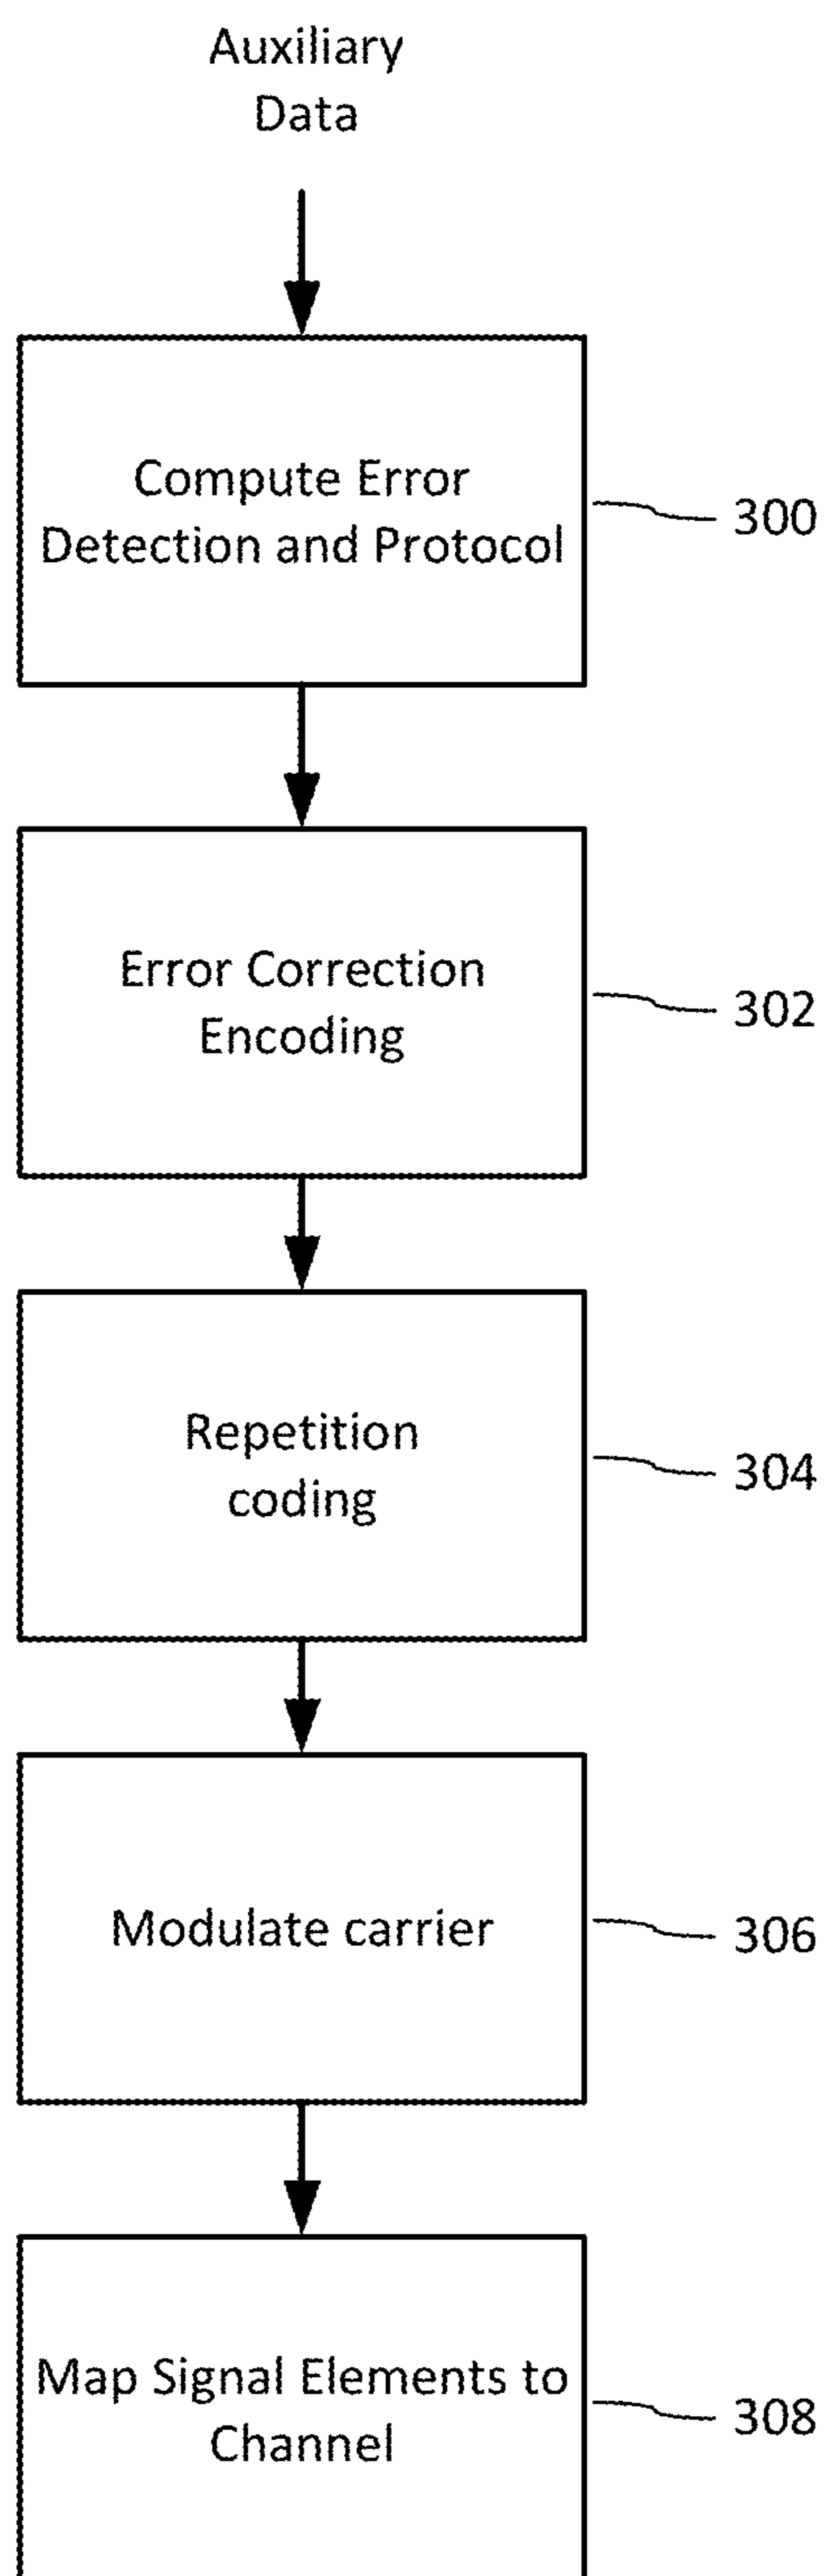 Auxiliary
Data
Compute Error
Detection and Protocol
300
Error Correction
Encoding
302
Repetition
coding
304
Modulate carrier
306
Map Signal Elements to
Channel
308